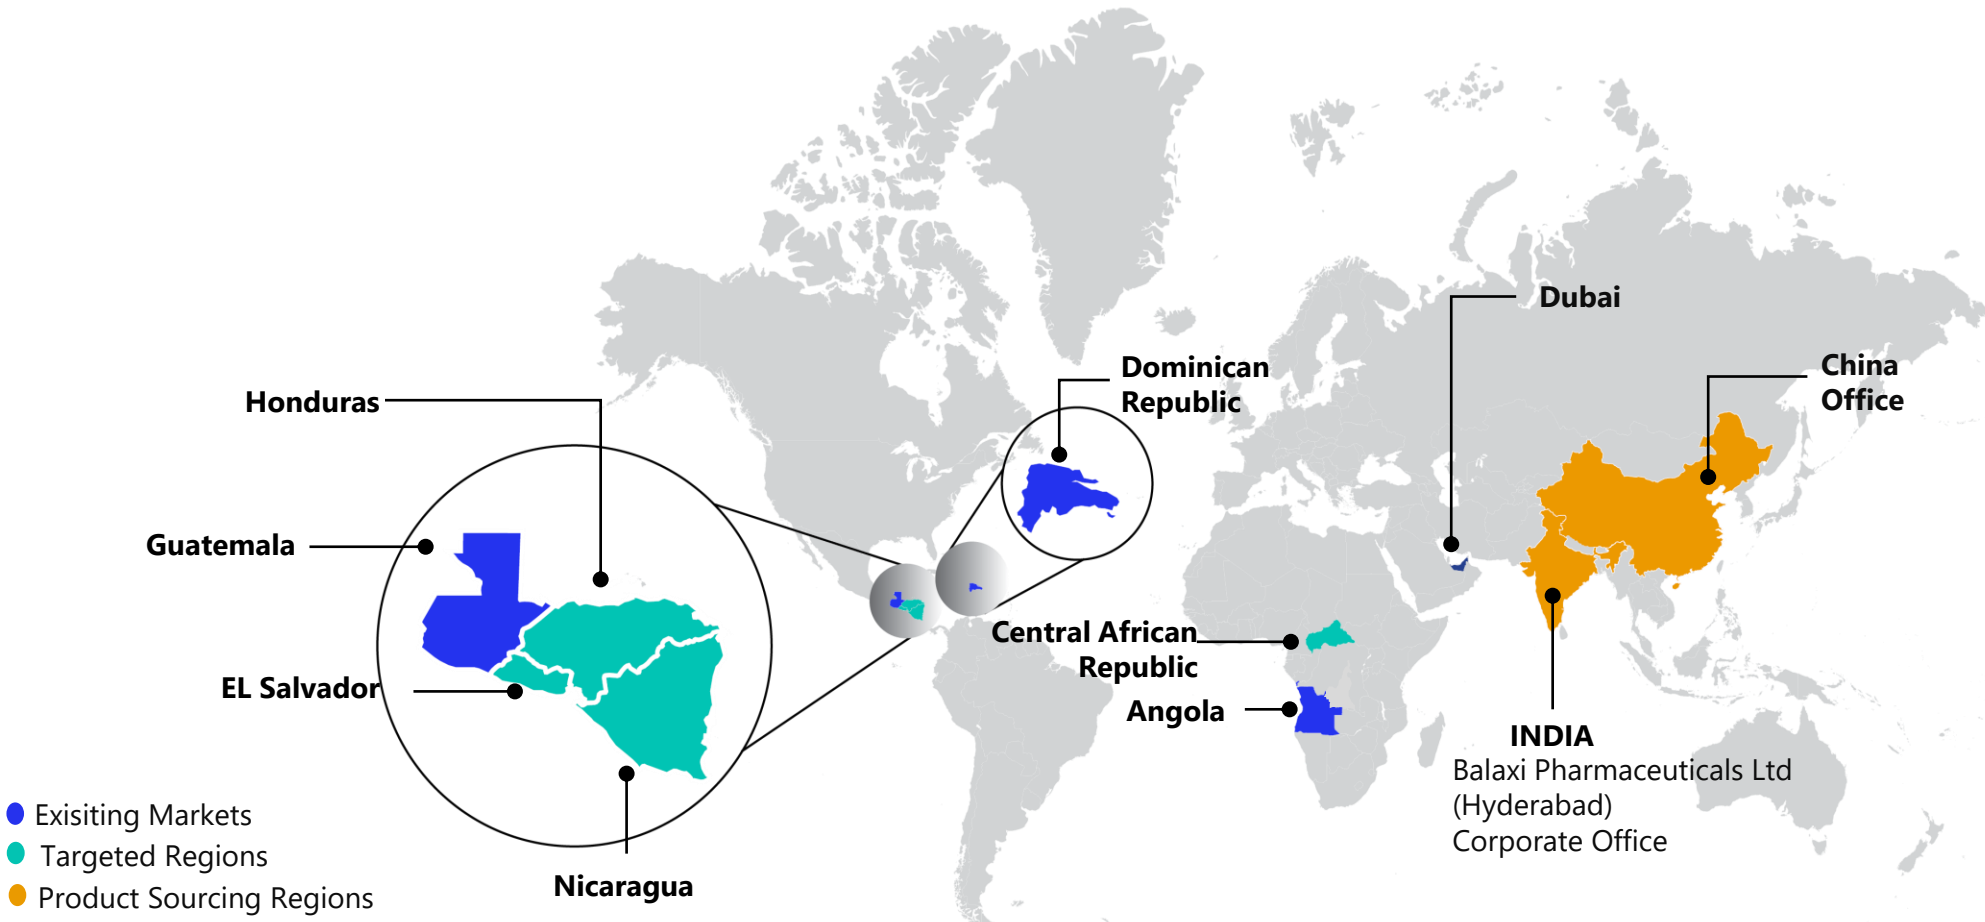 Dubai
China
Office
Dominican
Republic
Honduras
Guatemala
EL Salvador
Nicaragua
Central African
Republic
Angola
INDIA
Balaxi Pharmaceuticals Ltd
(Hyderabad)
Corporate Office
Exisiting Markets
Targeted Regions
Product Sourcing Regions